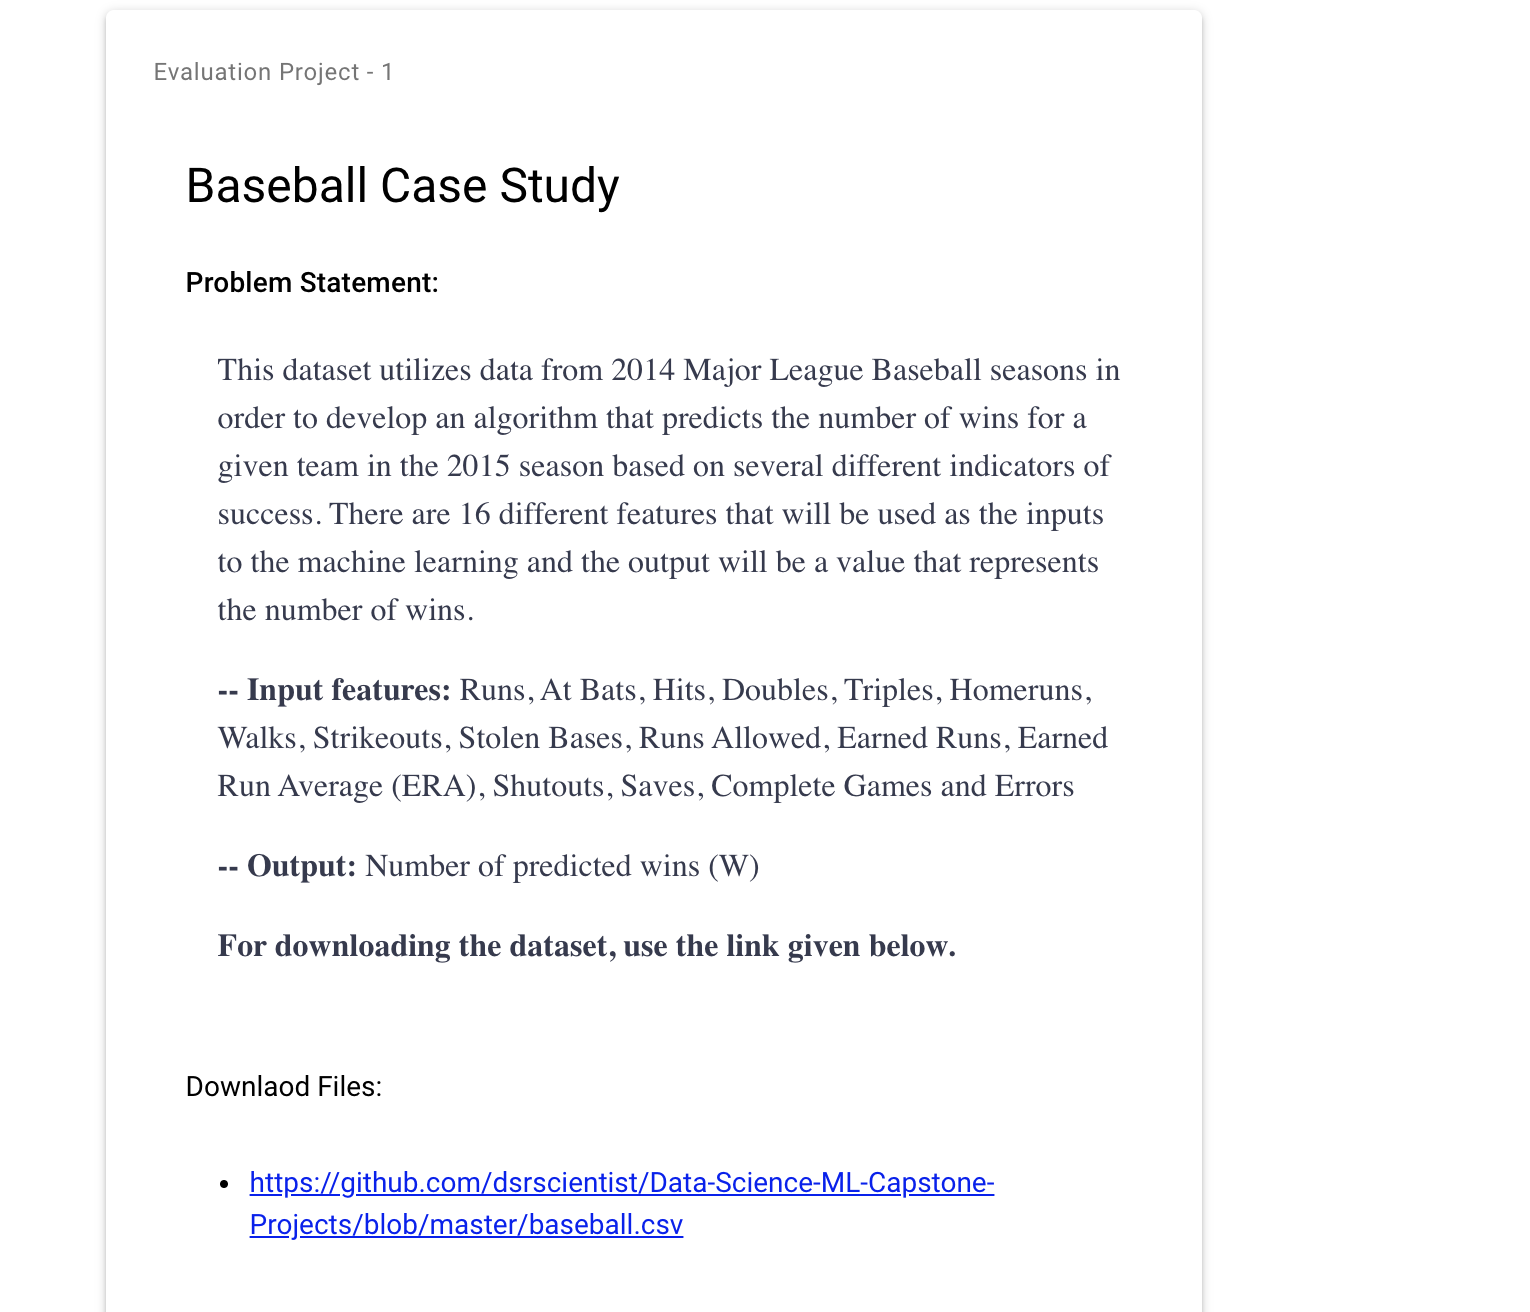 Evaluation Project - 1
Baseball Case Study
Problem Statement:
This dataset utilizes data from 2014 Major League Baseball seasons in
order to develop an algorithm that predicts the number of wins for a
given team in the 2015 season based on several different indicators of
success. There are 16 different features that will be used as the inputs
to the machine learning and the output will be a value that represents
the number of wins.
-- Input features: Runs, At Bats, Hits, Doubles, Triples, Homeruns,
Walks, Strikeouts, Stolen Bases, Runs Allowed, Earned Runs, Earned
Run Average (ERA), Shutouts, Saves, Complete Games and Errors
-- Output: Number of predicted wins (W)
For downloading the dataset, use the link given below.
Downlaod Files:
• https://github.com/dsrscientist/Data-Science-ML-Capstone-
Projects/blob/master/baseball.csv